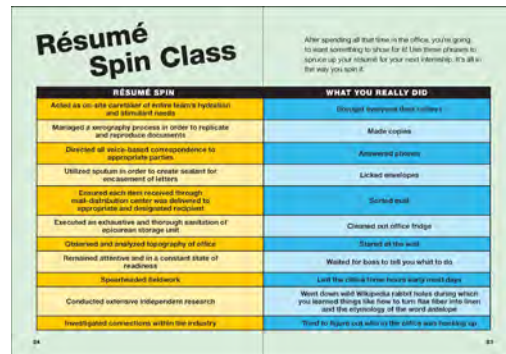 Résumé
Spin Class
After spending all that time in the office, you're going
to want something to show for it! Use these phrases to
spruce up your résumé for your next internship. It's all in
the way you spin it.
RÉSUMÉ SPIN
WHAT YOU REALLY DID
Acted as on-site caretaker of entire team's hydration
and stimulant needs
Brought everyone their coffees
Managed a xerography process in order to replicate
and reproduce documents
Made copies
Directed all voice-based correspondence to
appropriate parties
Answered phones
Utilized sputum in order to create sealant for
encasement of letters
Licked envelopes
Ensured each item received through
mail-distribution center was delivered to
appropriate and designated recipient
Sorted mail
Executed an exhaustive and thorough sanitation of
epicurean storage unit
Cleaned out office fridge
Observed and analyzed topography of office
Stared at the wall
Remained attentive and in a constant state of
readiness
Waited for boss to tell you what to do
Spearheaded fieldwork
Left the office three hours early most days
Conducted extensive independent research
Went down wild Wikipedia rabbit holes during which
you learned things like how to turn flax fiber into linen
and the etymology of the word antelope
Investigated connections within the industry
Tried to figure out who in the office was hooking up